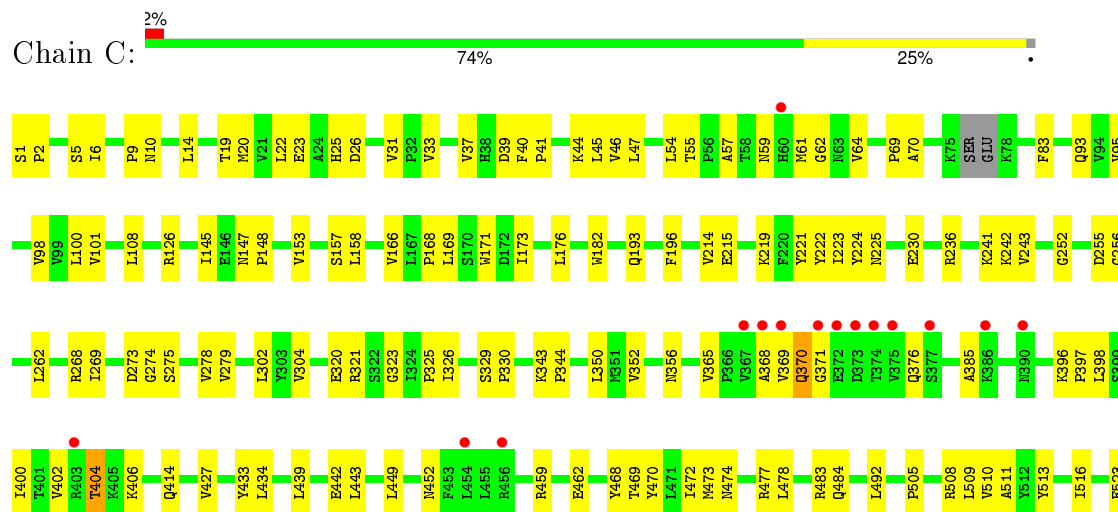 2%
Chain C:
74% 25% •
S1 P2 S5 I6 P9 N10 L14 T19 M20 V21 L22 E23 A24 H25 D26 V31 P32 V33 V37 H38 D39 F40 P41 K44 L45 V46 L47 L54 T55 P56 A57 T58 N59 H60 M61 G62 N63 V64 P69 A70 K75 SER GLU K78 F83 Q93 V94
V98 V99 L100 V101 L108 R126 I145 E146 N147 P148 V153 S157 L158 V166 L167 P168 L169 S170 W171 D172 I173 L176 W182 Q193 F196 V214 E215 K219 F220 Y221 Y222 I223 Y224 N225 E230 R236 K241 K242 V243 G252 D255
L262 R268 I269 D273 G274 S275 V278 V279 L302 Y303 V304 E320 R321 S322 G323 I324 P325 I326 S329 P330 K343 P344 L350 M351 V352 N356 V365 P366 V367 A368 V369 Q370 G371 E372 D373 T374 V375 Q376 S377 A385 K386 N390 K396 P397 L398
I400 T401 V402 R403 T404 K405 K406 Q414 V427 Y433 L434 L439 E442 L443 L449 N452 F453 L454 L455 R456 R459 E462 Y468 T469 Y470 L471 I472 M473 N474 R477 L478 R483 Q484 L492 P505 R508 L509 V510 A511 Y512 Y513 I516